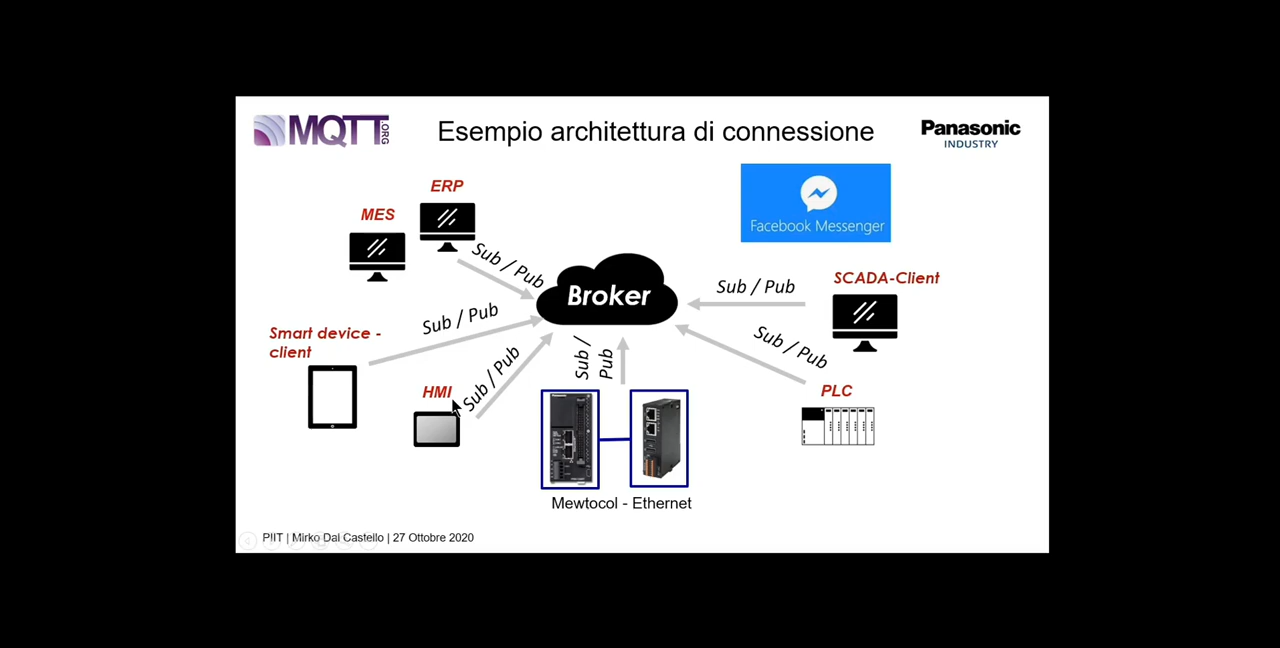 MQTT.ORG
Esempio architettura di connessione
Panasonic
INDUSTRY
Facebook Messenger
ERP
MES
Sub / Pub
Broker
Sub / Pub
SCADA-Client
Sub / Pub
Smart device -
client
Sub / Pub
Sub /
Pub
Sub / Pub
HMI
PLC
Mewtocol - Ethernet
PIIT | Mirko Dal Castello | 27 Ottobre 2020